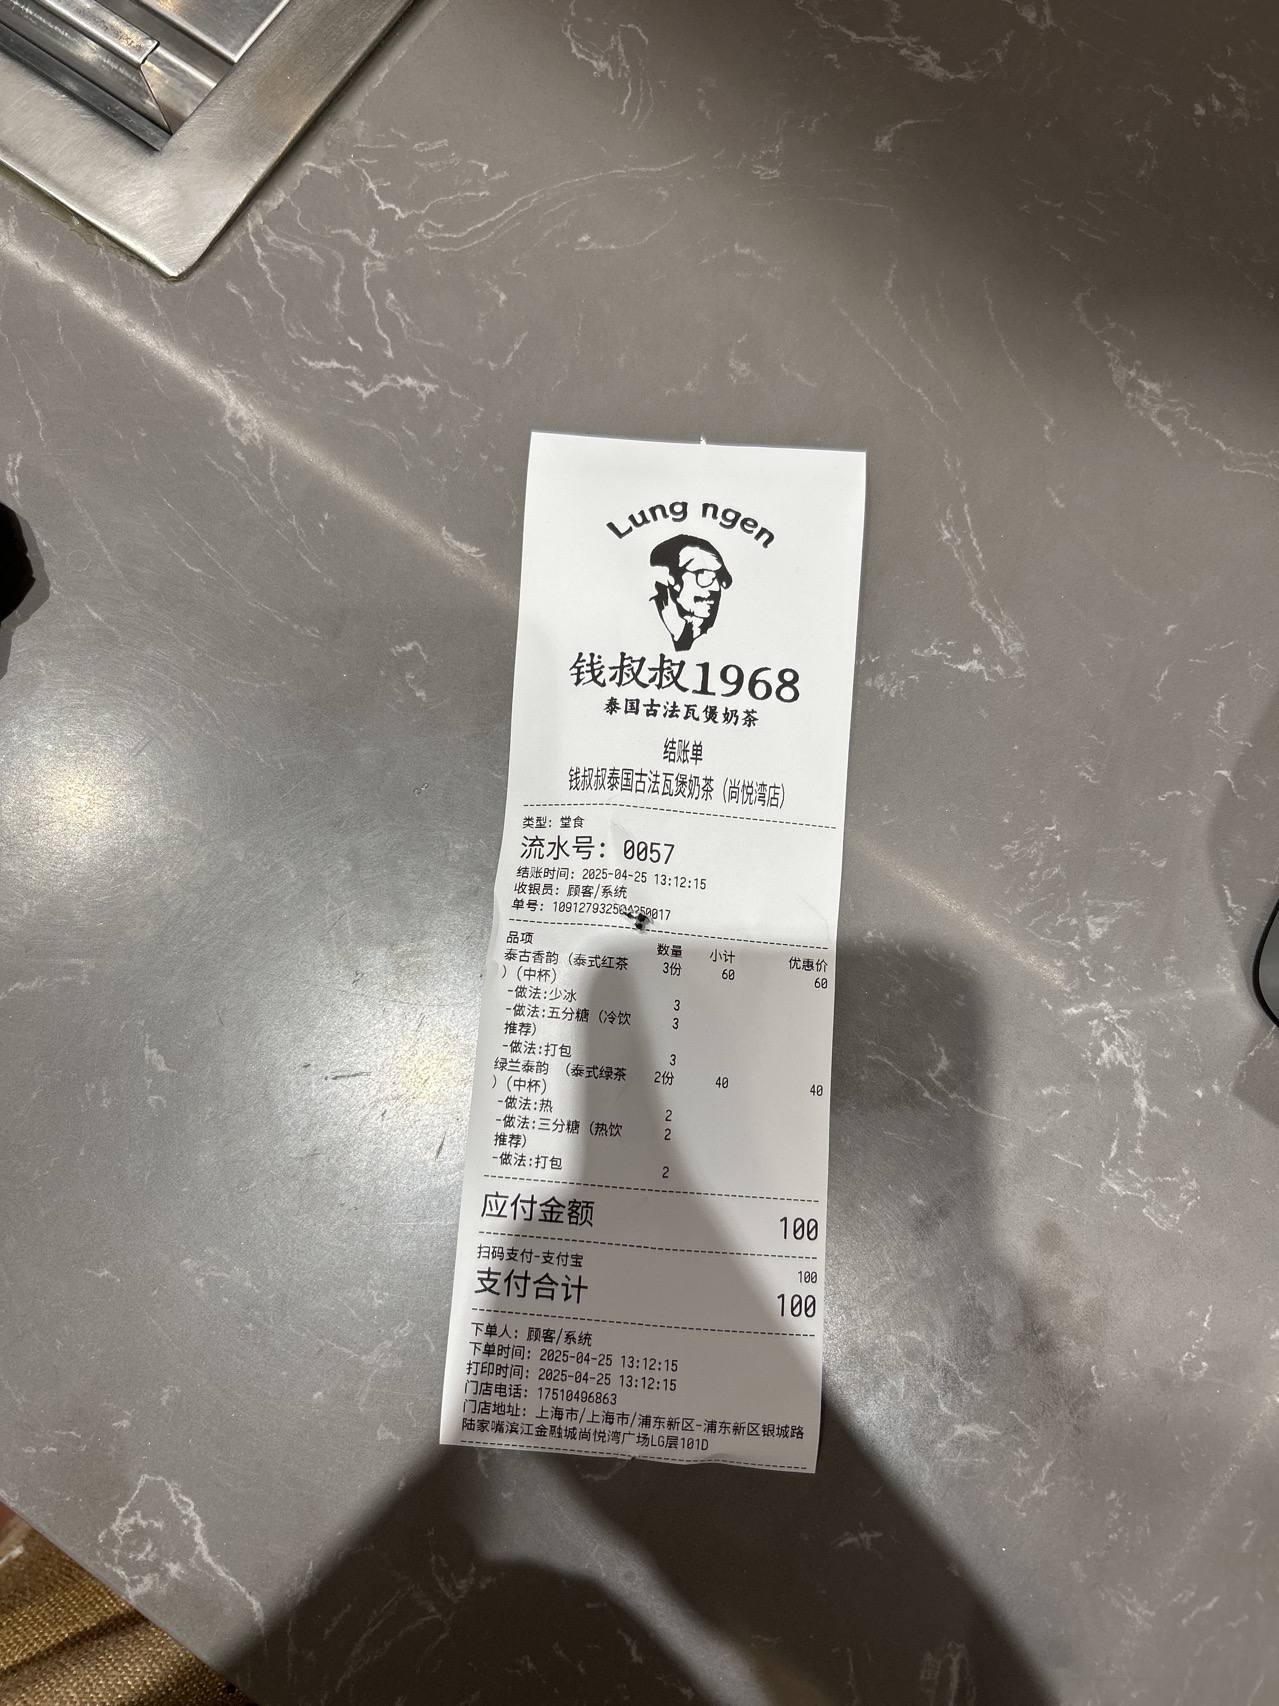 Lung ngen
钱叔叔1968
泰国古法瓦煲奶茶
结账单
钱叔叔泰国古法瓦煲奶茶（尚悦湾店）
类型：堂食
流水号：0057
结账时间：2025-04-25 13:12:15
收银员：顾客/系统
单号：
品项 数量 小计 优惠价
泰古香韵（泰式红茶 3份 60 60
）(中杯)
-做法:少冰 3
-做法:五分糖（冷饮 3
推荐）
-做法:打包 3
绿兰泰韵 （泰式绿茶 2份 40 40
）(中杯)
-做法:热 2
-做法:三分糖（热饮 2
推荐）
-做法:打包 2
应付金额 100
扫码支付-支付宝 100
支付合计 100
下单人：顾客/系统
下单时间：2025-04-25 13:12:15
打印时间：2025-04-25 13:12:15
门店电话：17510496863
门店地址：上海市/上海市/浦东新区-浦东新区银城路
陆家嘴滨江金融城尚悦湾广场LG层101D